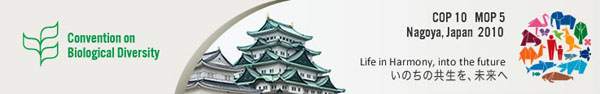 Convention on
Biological Diversity
COP 10 MOP 5
Nagoya, Japan 2010
Life in Harmony, into the future
いのちの共生を、未来へ